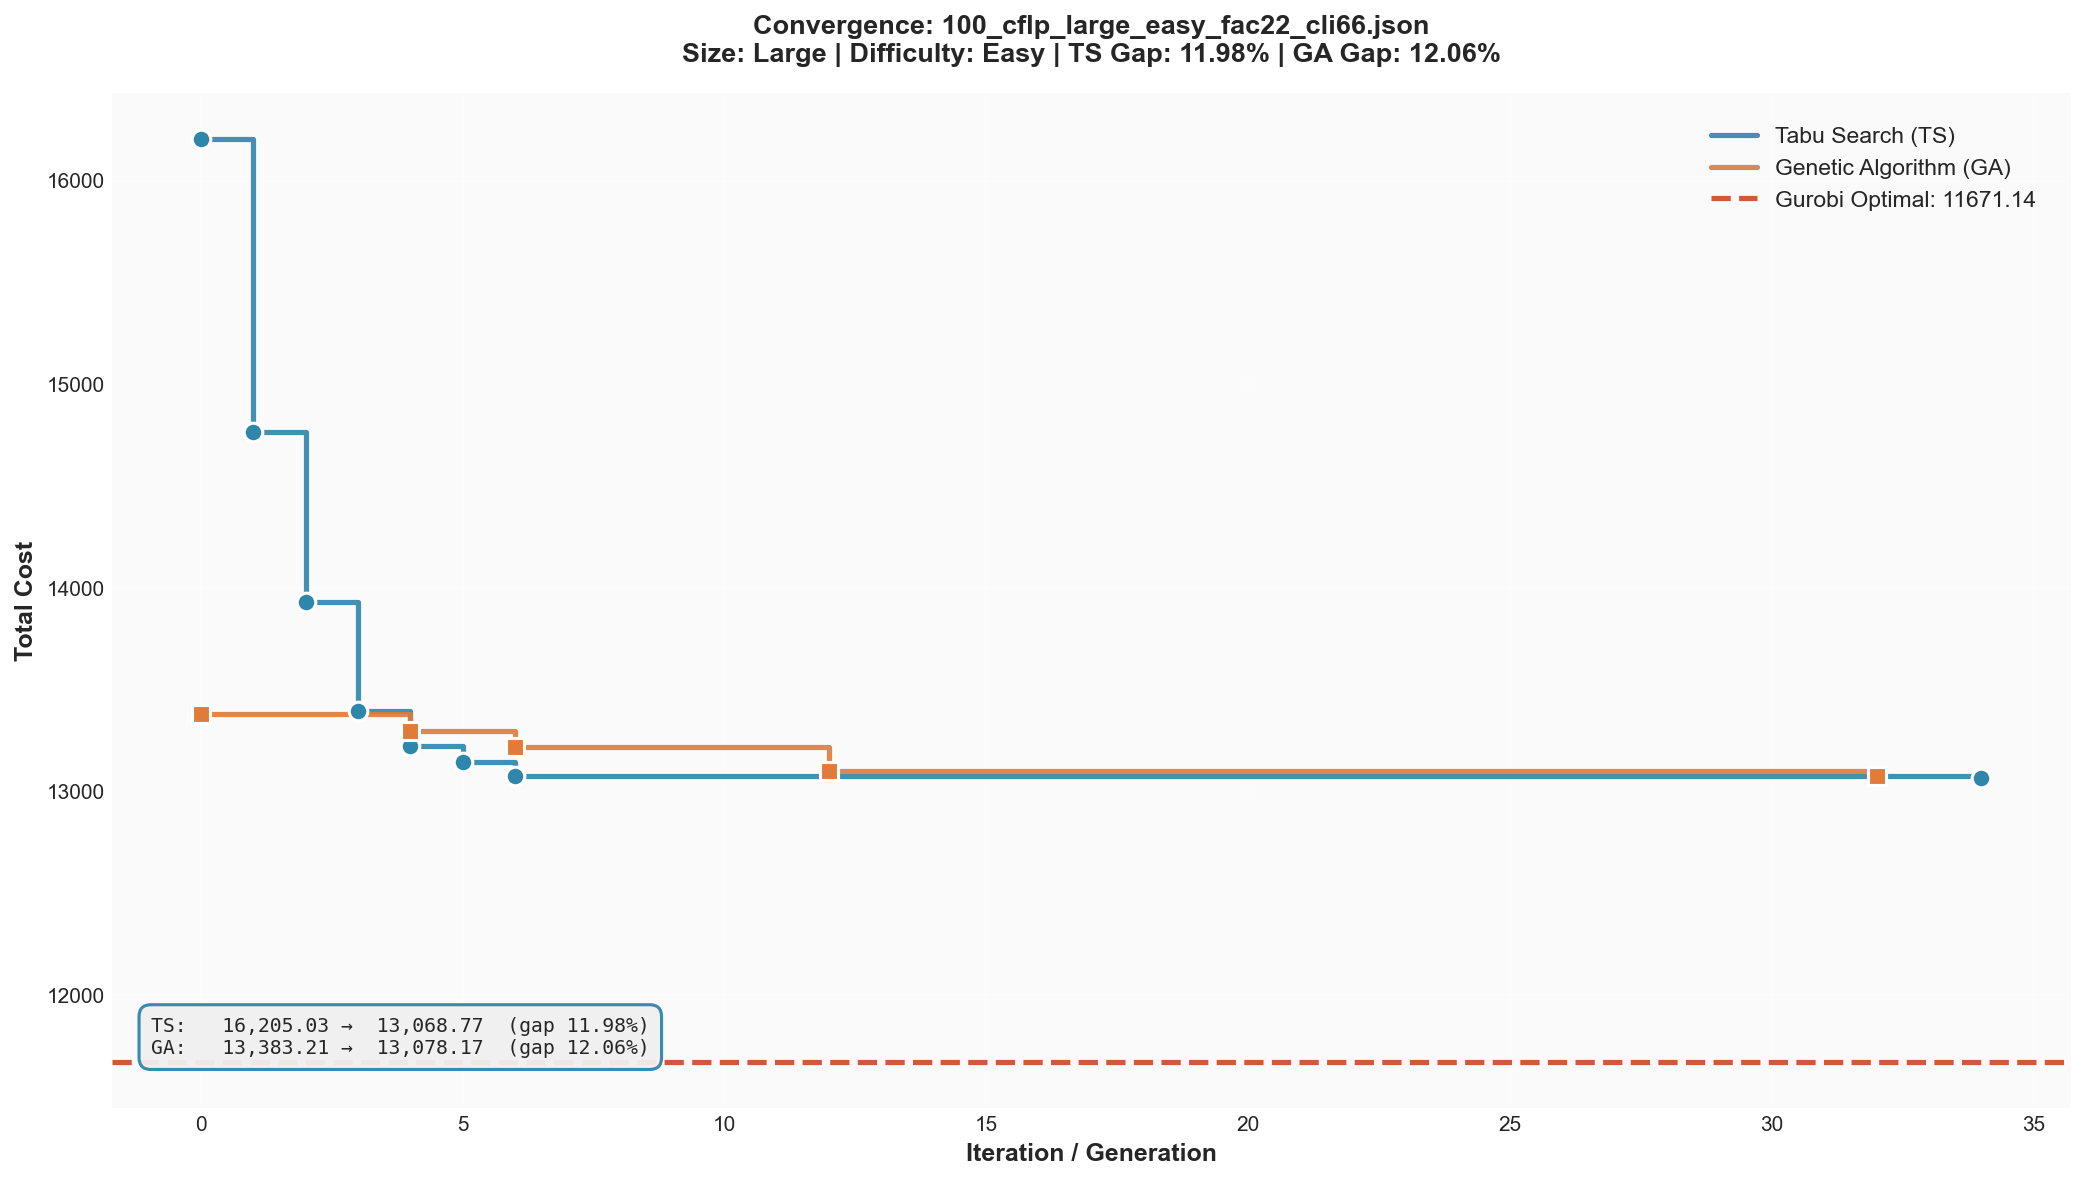 Convergence: 100_cflp_large_easy_fac22_cli66.json
Size: Large | Difficulty: Easy | TS Gap: 11.98% | GA Gap: 12.06%
Tabu Search (TS)
Genetic Algorithm (GA)
Gurobi Optimal: 11671.14
Total Cost
16000
15000
14000
13000
12000
TS:   16,205.03 →  13,068.77  (gap 11.98%)
GA:   13,383.21 →  13,078.17  (gap 12.06%)
0 5 10 15 20 25 30 35
Iteration / Generation